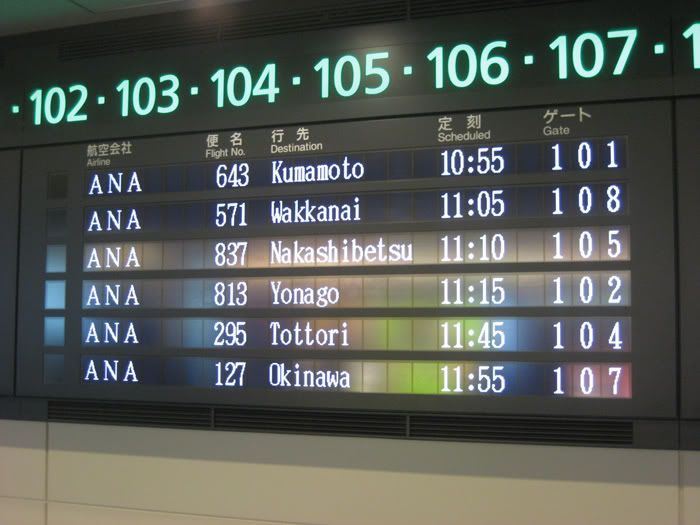 · 102 · 103 · 104 · 105 · 106 · 107 · 1
航空会社 便名 行先 定刻 ゲート
Airline Flight No. Destination Scheduled Gate
ANA 643 Kumamoto 10:55 101
ANA 571 Wakkanai 11:05 108
ANA 837 Nakashibetsu 11:10 105
ANA 813 Yonago 11:15 102
ANA 295 Tottori 11:45 104
ANA 127 Okinawa 11:55 107